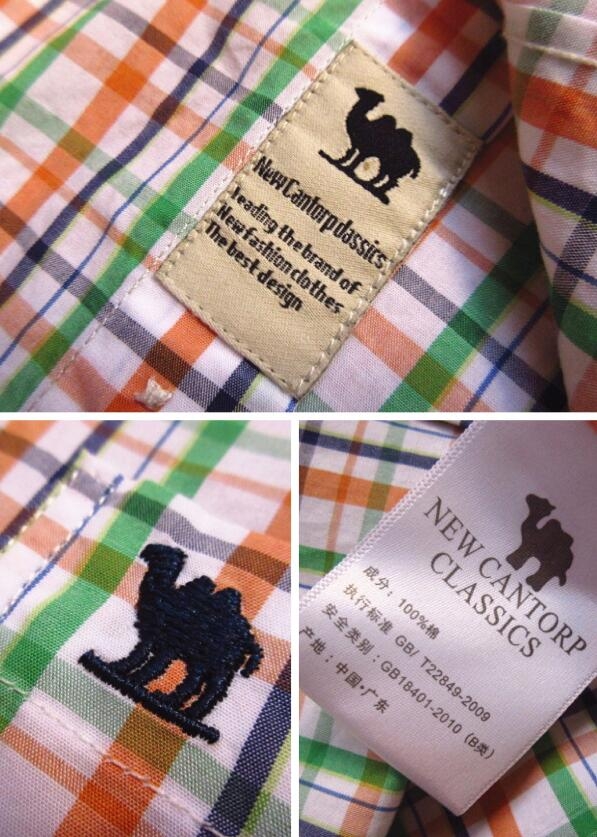 New Cantorp classics
Leading the brand of
New fashion clothes
The best design
NEW CANTORP
CLASSICS
成分：100%棉
执行标准 GB/ T22849-2009
安全类别：GB18401-2010 (B类)
产地：中国·广东